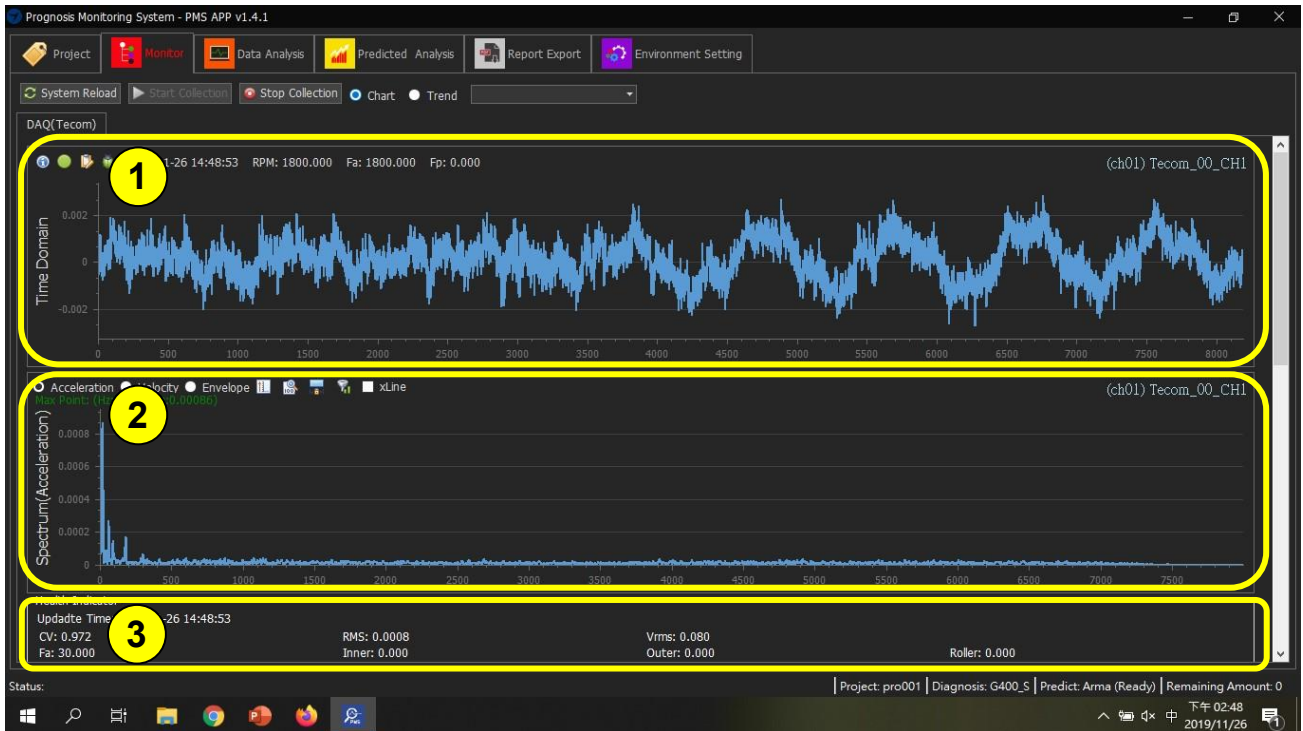 Prognosis Monitoring System - PMS APP v1.4.1
Project Monitor Data Analysis Predicted Analysis Report Export Environment Setting
System Reload Start Collection Stop Collection Chart Trend
DAQ(Tecom)
1
1-26 14:48:53 RPM: 1800.000 Fa: 1800.000 Fp: 0.000
(ch01) Tecom_00_CH1
Time Domain
0.002
0
-0.002
0 500 1000 1500 2000 2500 3000 3500 4000 4500 5000 5500 6000 6500 7000 7500 8000
Acceleration Velocity Envelope xLine
(ch01) Tecom_00_CH1
Max Point: (Hz 0.00086)
2
Spectrum(Acceleration)
0.0008
0.0006
0.0004
0.0002
0
0 500 1000 1500 2000 2500 3000 3500 4000 4500 5000 5500 6000 6500 7000 7500
Health Indicator
Updadte Time -26 14:48:53
3
CV: 0.972 RMS: 0.0008 Vrms: 0.080
Fa: 30.000 Inner: 0.000 Outer: 0.000 Roller: 0.000
Status: Project: pro001 Diagnosis: G400_S Predict: Arma (Ready) Remaining Amount: 0
中 下午 02:48
2019/11/26
1